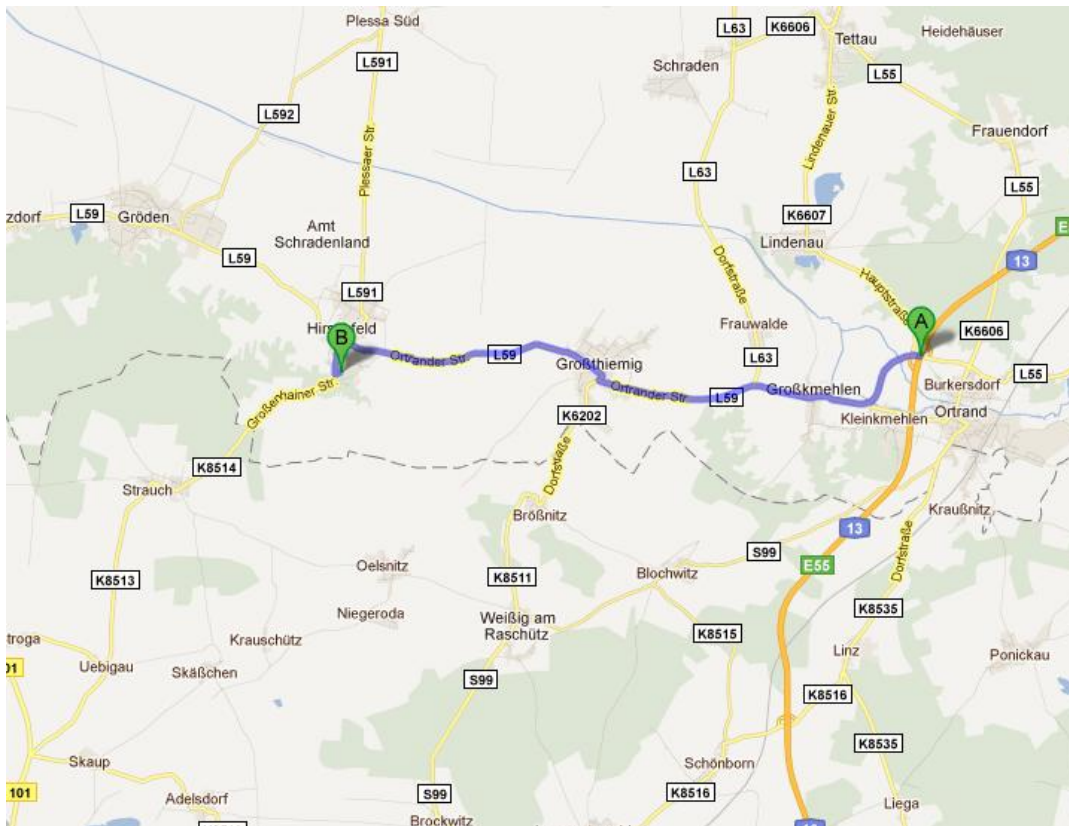 Plessa Süd
L63
K6606
Tettau
Heidehäuser
L591
Schraden
L55
L592
Plessaer Str.
Lindenauer Str.
Frauendorf
L63
L55
zdorf
L59
Gröden
Amt
Schradenland
K6607
Lindenau
E
L59
Dorfstraße
Hauptstraße
13
L591
Frauwalde
A
K6606
B
Ortrander Str.
L59
Großthiemig
L63
L55
Großenhainer Str.
Ortrander Str.
L59
Großkmehlen
Burkersdorf
K6202
Kleinkmehlen
Ortrand
K8514
Dorfstraße
Strauch
Brößnitz
Kraußnitz
13
S99
Dorfstraße
K8513
Oelsnitz
K8511
Blochwitz
E55
Niegeroda
Weißig am
Raschütz
K8535
troga
Krauschütz
K8515
Uebigau
Skäßchen
Linz
Ponickau
01
S99
K8516
Skaup
Schönborn
K8535
101
Adelsdorf
S99
K8516
Liega
Brockwitz